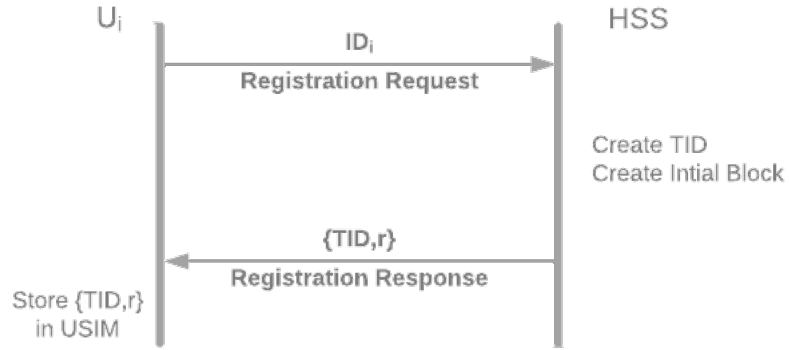 Uᵢ
HSS
IDᵢ
Registration Request
Create TID
Create Intial Block
{TID,r}
Registration Response
Store {TID,r}
in USIM